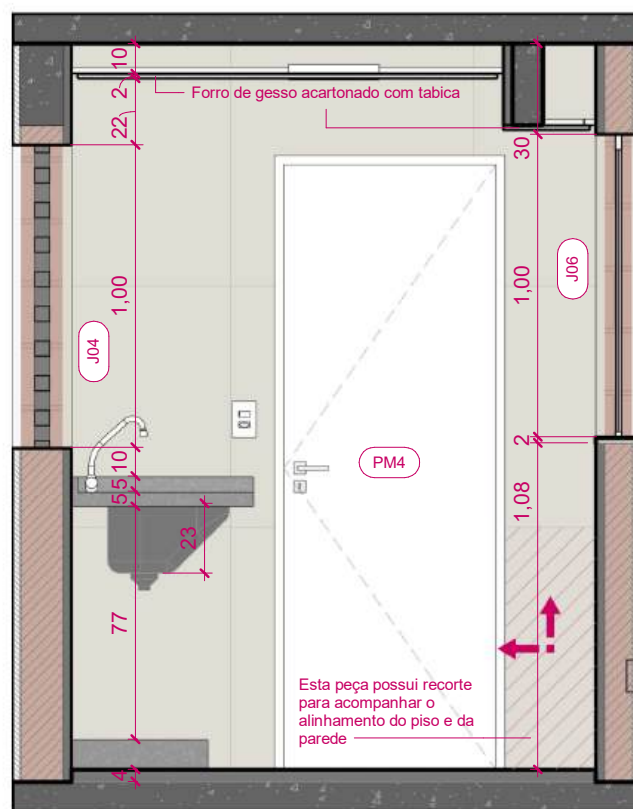 10
2
Forro de gesso acartonado com tabica
22
30
1,00
1,00
J04
J06
10
PM4
2
5
5
1,08
23
77
Esta peça possui recorte
para acompanhar o
alinhamento do piso e da
parede
4